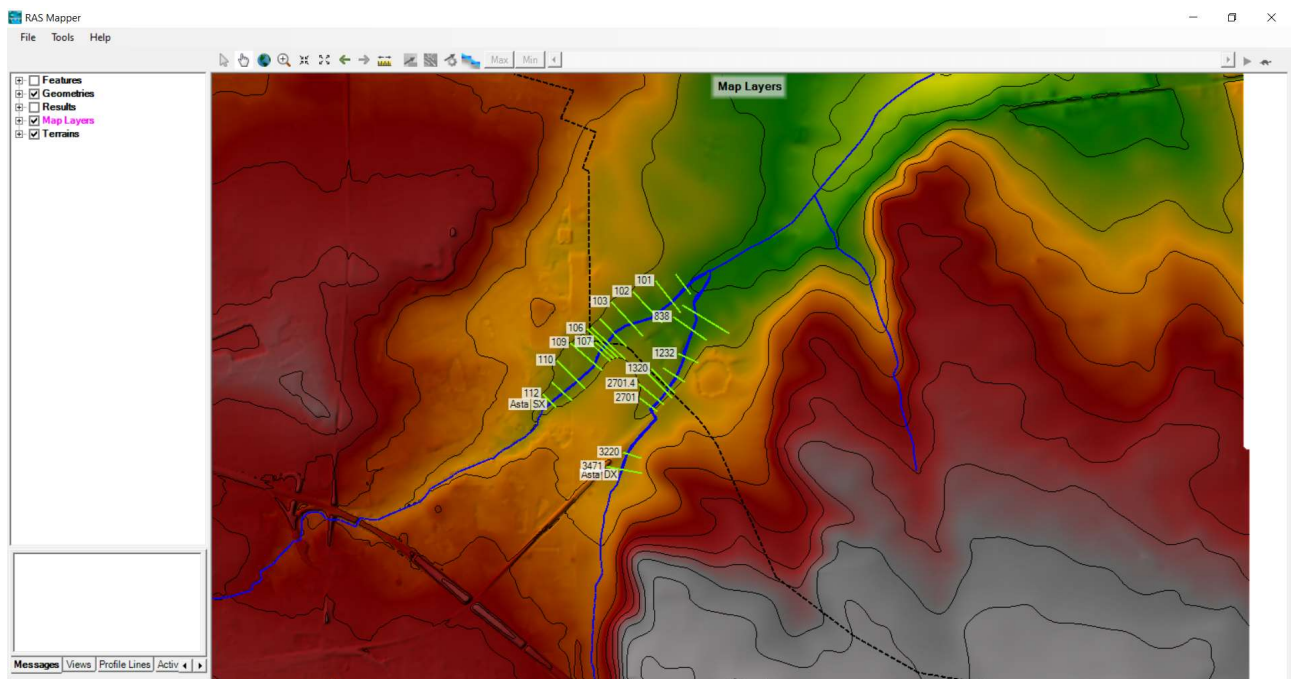 RAS Mapper
File Tools Help
Max Min
Features
Geometries
Results
Map Layers
Terrains
Map Layers
101
102
103
838
106
109 107
110
1232
1320
2701.4
2701
112
Asta SX
3220
3471
Asta DX
Messages Views Profile Lines Activ